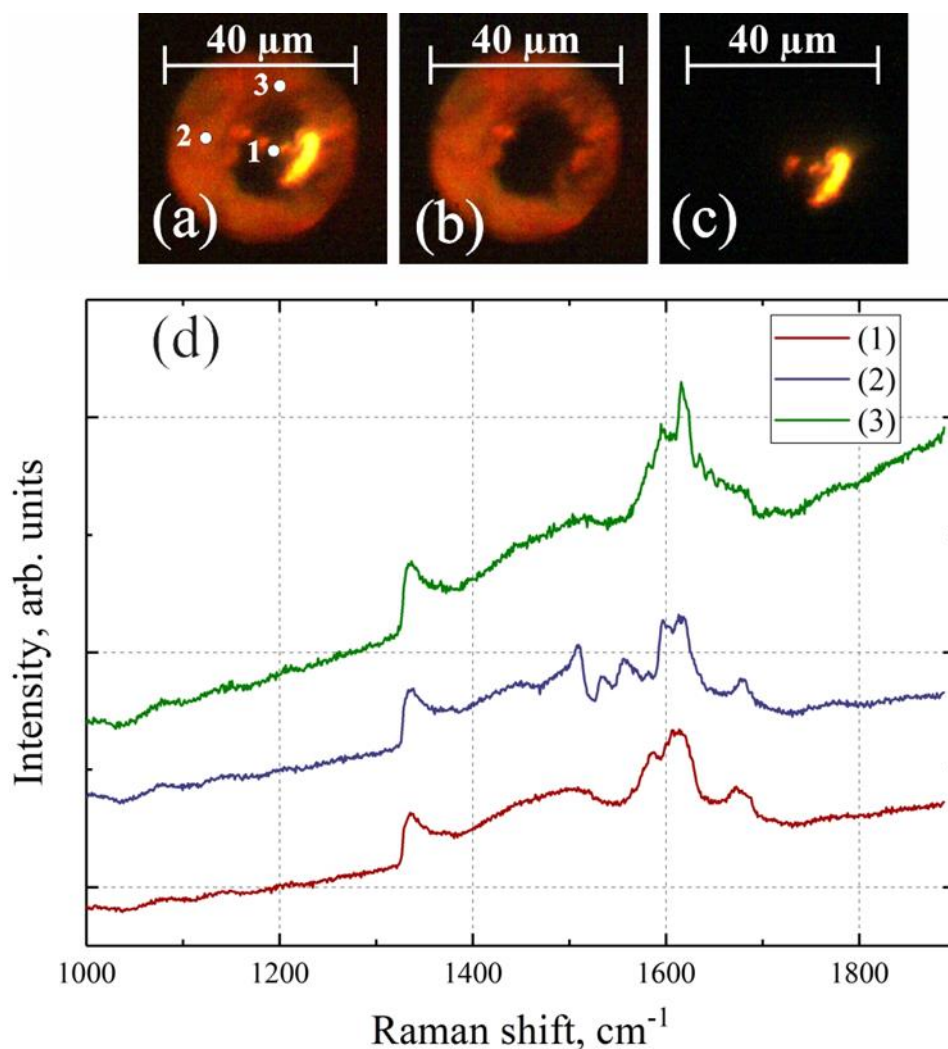 40 µm
40 µm
40 µm
3
2
1
(a)
(b)
(c)
(d)
(1)
(2)
(3)
Intensity, arb. units
1000
1200
1400
1600
1800
Raman shift, cm⁻¹